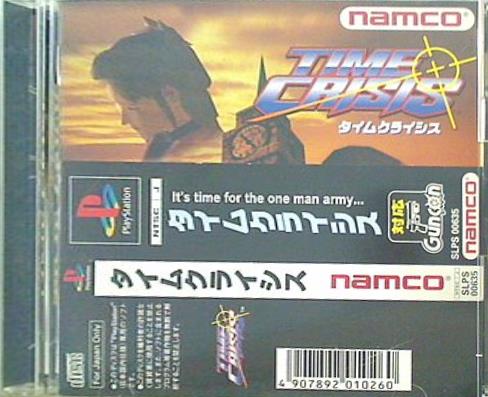 namco
TIME
CRISIS
タイムクライシス
It's time for the one man army...
タイムクライシス
対応
Guncon
SLPS 00635
namco
PlayStation
NTSC J
タイムクライシス
namco
SLPS
00635
PlayStation
For Japan Only
TIME
CRISIS
4 907892 010260